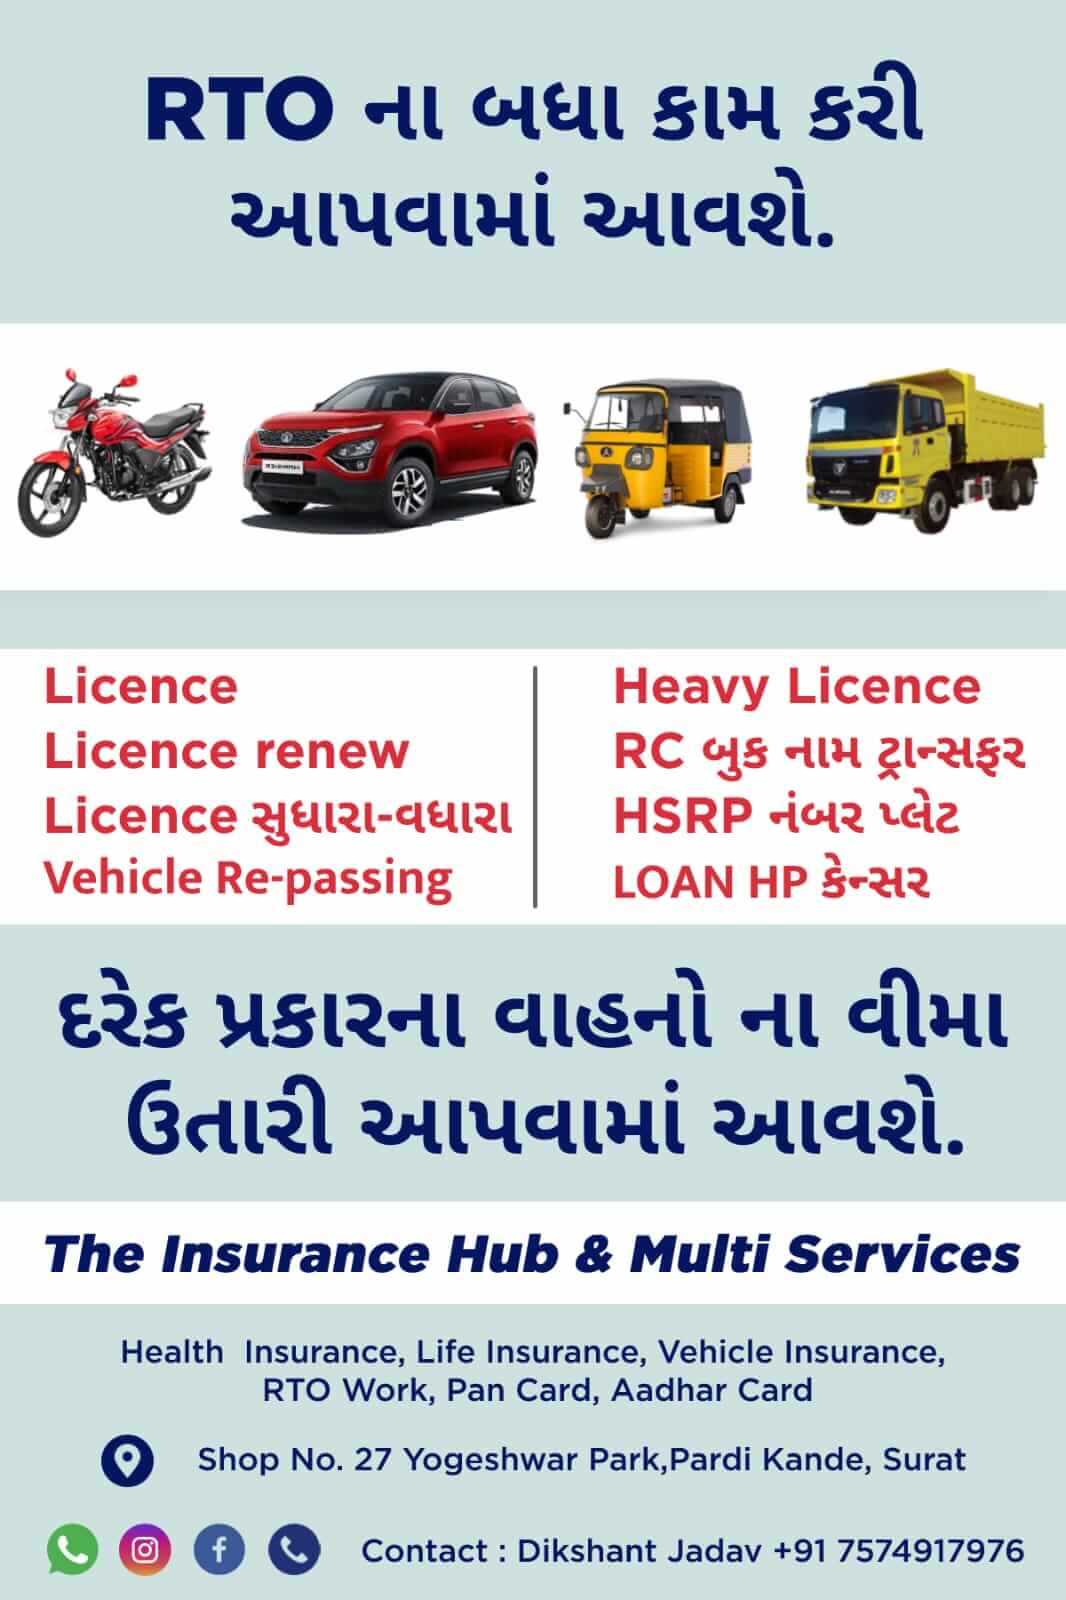 RTO ના બધા કામ કરી
આપવામાં આવશે.
Licence
Licence renew
Licence સુધારા-વધારા
Vehicle Re-passing
Heavy Licence
RC બુક નામ ટ્રાન્સફર
HSRP નંબર પ્લેટ
LOAN HP કેન્સર
દરેક પ્રકારના વાહનો ના વીમા
ઉતારી આપવામાં આવશે.
The Insurance Hub & Multi Services
Health Insurance, Life Insurance, Vehicle Insurance,
RTO Work, Pan Card, Aadhar Card
Shop No. 27 Yogeshwar Park,Pardi Kande, Surat
Contact : Dikshant Jadav +91 7574917976